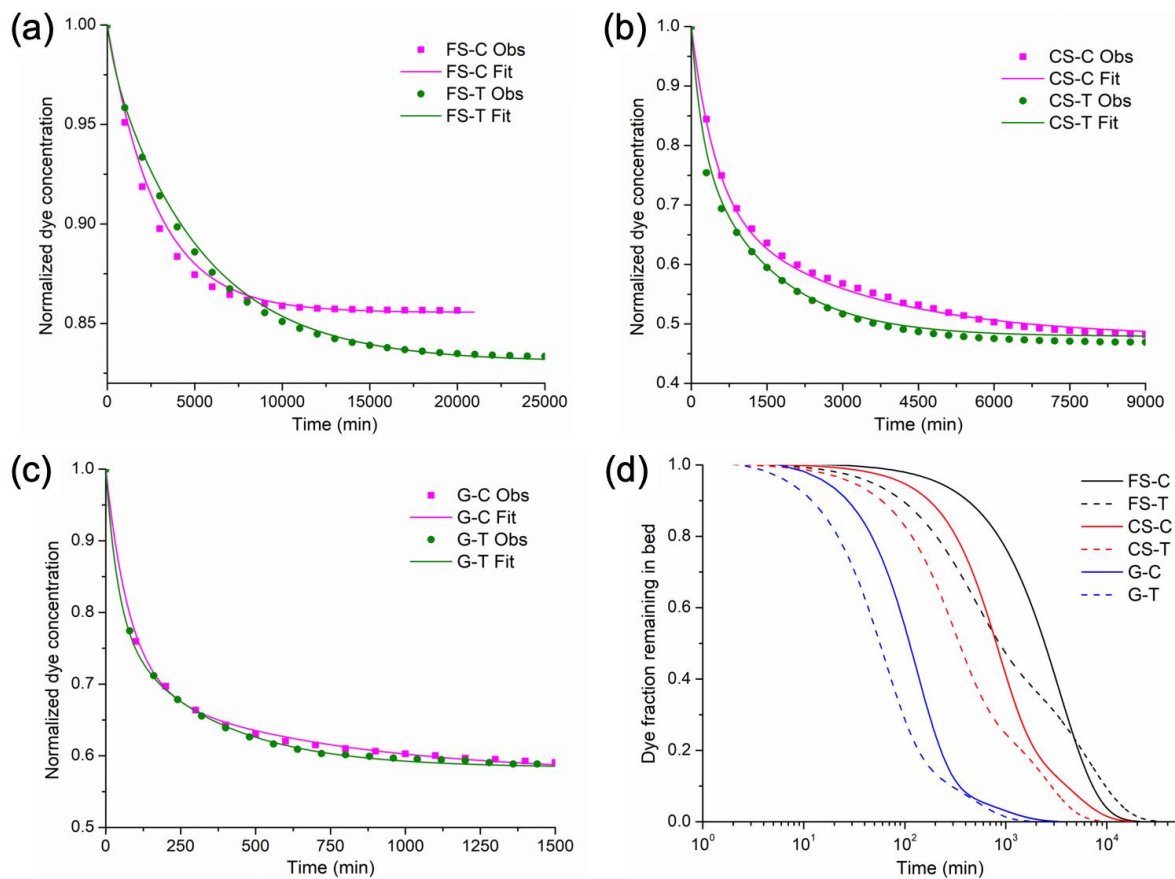 (a)
1.00
0.95
0.90
0.85
Normalized dye concentration
FS-C Obs
FS-C Fit
FS-T Obs
FS-T Fit
0
5000
10000
15000
20000
25000
Time (min)
(b)
1.0
0.9
0.8
0.7
0.6
0.5
0.4
Normalized dye concentration
CS-C Obs
CS-C Fit
CS-T Obs
CS-T Fit
0
1500
3000
4500
6000
7500
9000
Time (min)
(c)
1.0
0.9
0.8
0.7
0.6
0.5
Normalized dye concentration
G-C Obs
G-C Fit
G-T Obs
G-T Fit
0
250
500
750
1000
1250
1500
Time (min)
(d)
1.0
0.8
0.6
0.4
0.2
0.0
Dye fraction remaining in bed
FS-C
FS-T
CS-C
CS-T
G-C
G-T
10⁰
10¹
10²
10³
10⁴
Time (min)